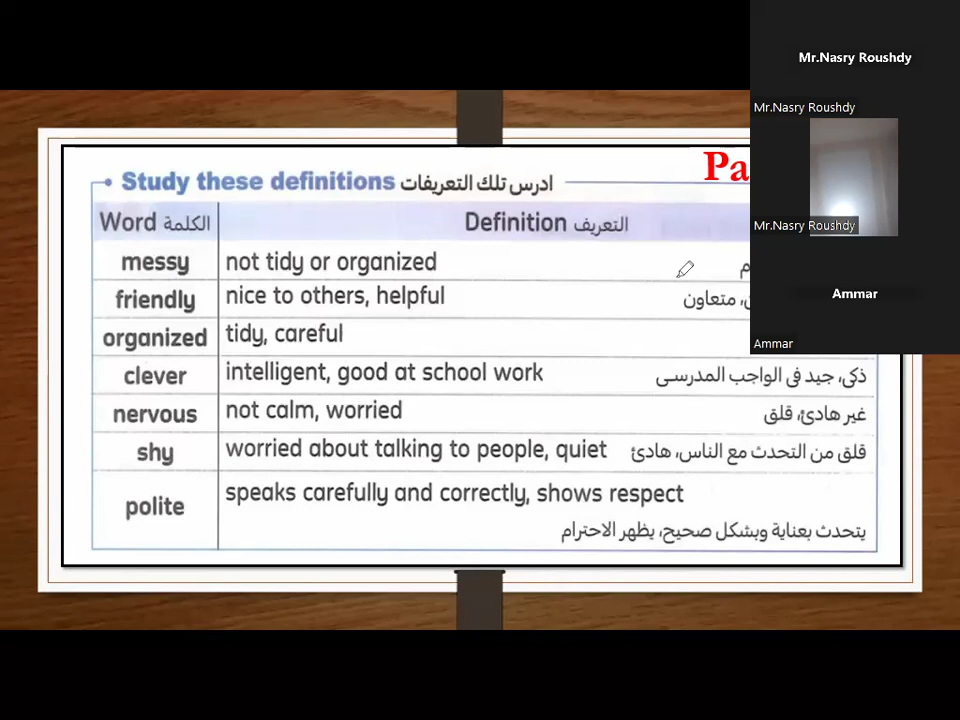 Mr.Nasry Roushdy
Mr.Nasry Roushdy
Mr.Nasry Roushdy
Ammar
Ammar
Study these definitions ادرس تلك التعريفات
Word الكلمة Definition التعريف
messy not tidy or organized
friendly nice to others, helpful متعاون
organized tidy, careful
clever intelligent, good at school work ذكى، جيد فى الواجب المدرسى
nervous not calm, worried غير هادئ، قلق
shy worried about talking to people, quiet قلق من التحدث مع الناس، هادئ
polite speaks carefully and correctly, shows respect
يتحدث بعناية وبشكل صحيح، يظهر الاحترام